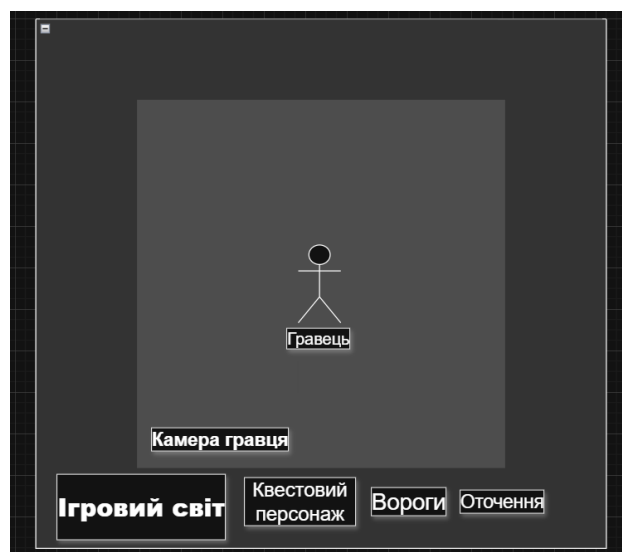 Гравець
Камера гравця
Ігровий світ
Квестовий
персонаж
Вороги
Оточення